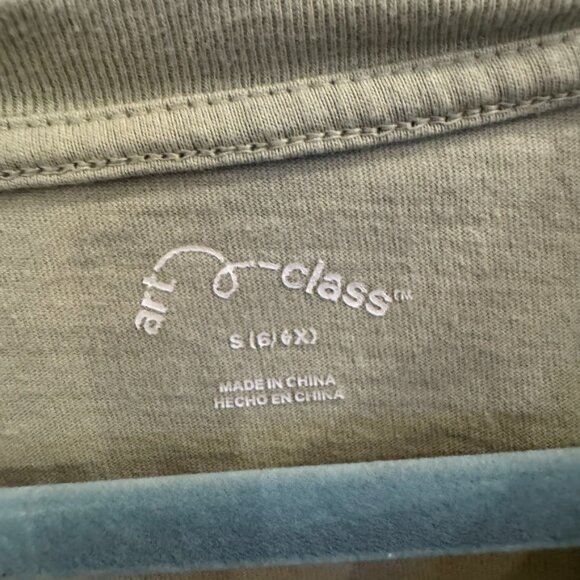 art class™
S (6/6X)
MADE IN CHINA
HECHO EN CHINA